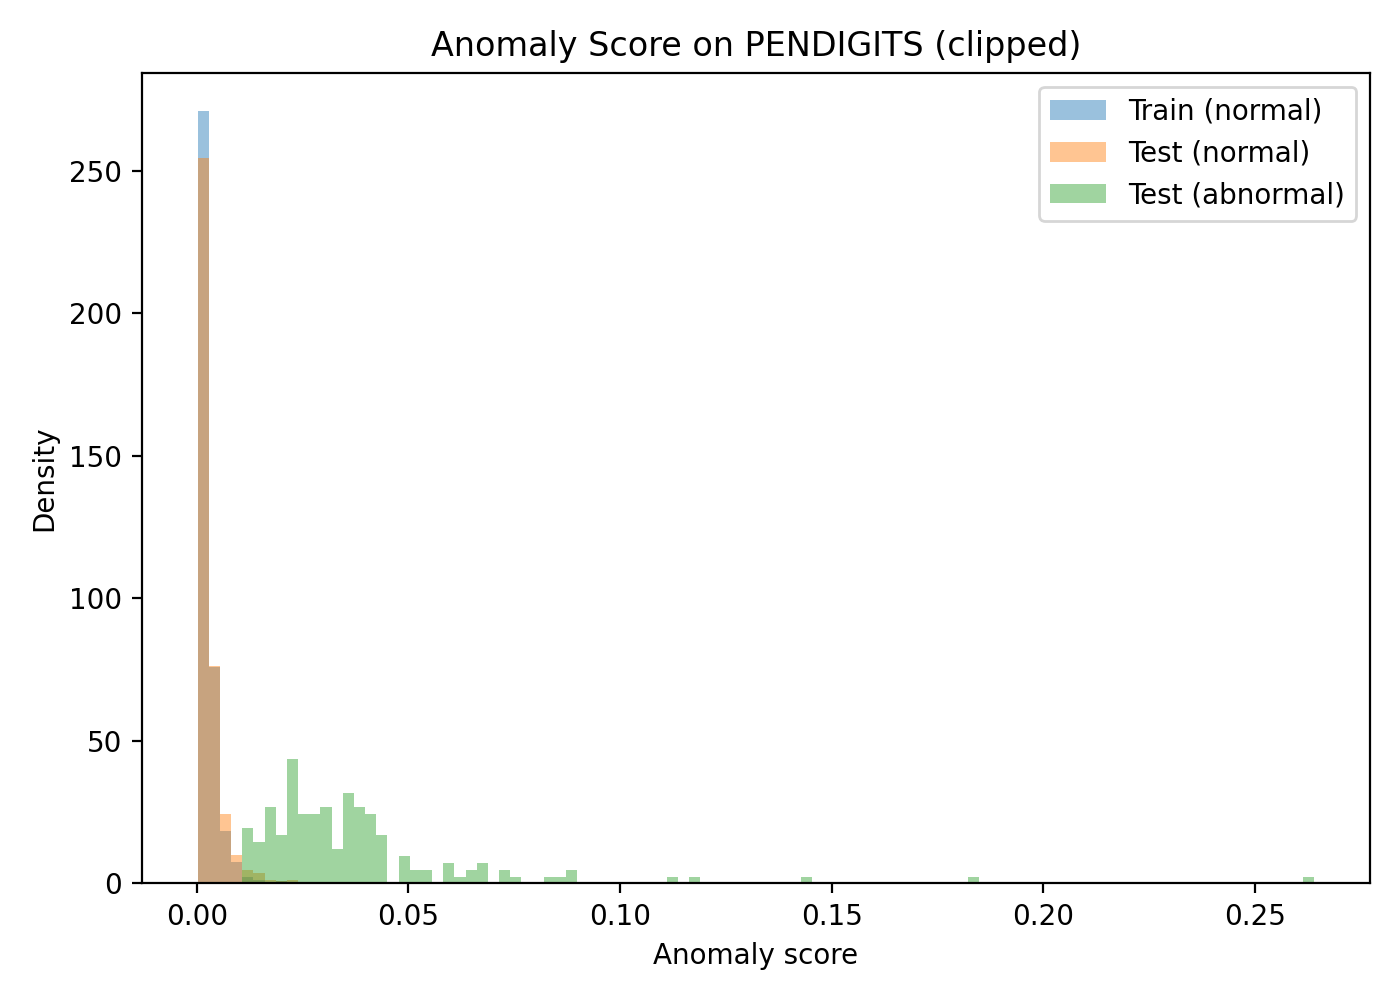 Anomaly Score on PENDIGITS (clipped)
Train (normal)
Test (normal)
Test (abnormal)
Density
250
200
150
100
50
0
0.00 0.05 0.10 0.15 0.20 0.25
Anomaly score